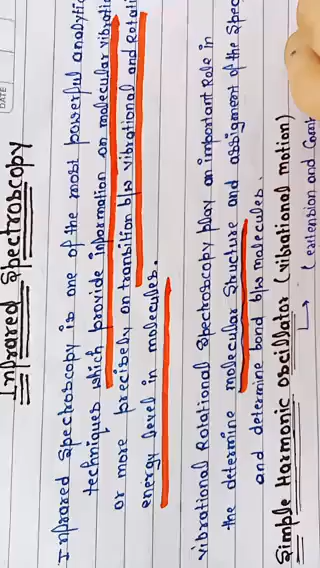 DATE
Infrared Spectroscopy
Infrared Spectroscopy is one of the most powerful analytic
techniques which provide information on molecular vibrati
or more precisely on transition b/w vibrational and Rotati
energy level in molecules.
Vibrational Rotational Spectroscopy play an important Role in
the determine molecular Structure and assigment of the Spec
and determine bond b/w molecules.
Simple Harmonic oscillator (vibrational motion)
↳ (extension and Com